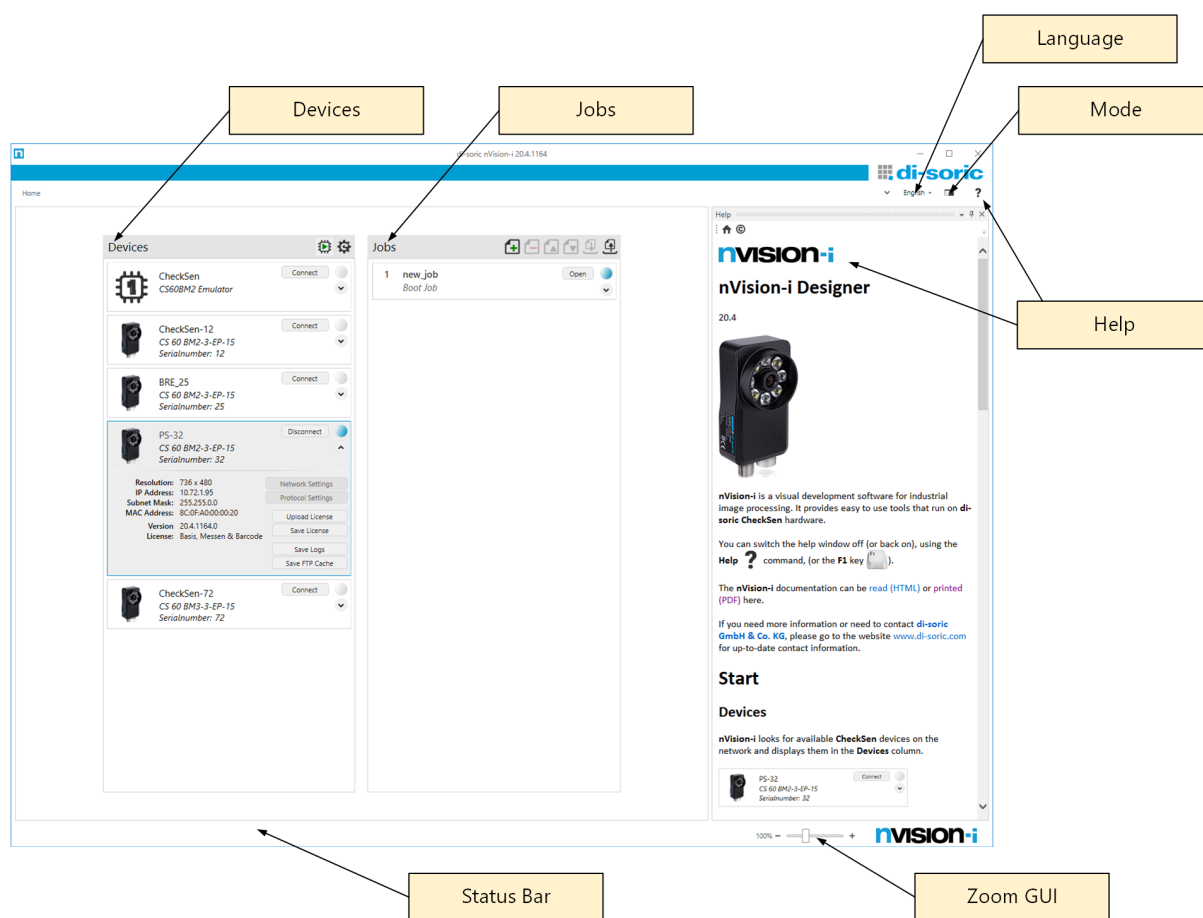 Language
Devices
Jobs
Mode
di-soric nVision-i 20.4.1164
di-soric
Home
English
?
Help
Devices
Jobs
nvision-i
nVision-i Designer
20.4
Help
CheckSen
CS60BM2 Emulator
Connect
1 new_job
Boot Job
Open
CheckSen-12
CS 60 BM2-3-EP-15
Serialnumber: 12
Connect
BRE_25
CS 60 BM2-3-EP-15
Serialnumber: 25
Connect
PS-32
CS 60 BM2-3-EP-15
Serialnumber: 32
Disconnect
Resolution: 736 x 480
IP Address: 10.72.1.95
Subnet Mask: 255.255.0.0
MAC Address: 8C:0F:A0:00:00:20
Version 20.4.1164.0
License: Basis, Messen & Barcode
Network Settings
Protocol Settings
Upload License
Save License
Save Logs
Save FTP Cache
CheckSen-72
CS 60 BM3-3-EP-15
Serialnumber: 72
Connect
nVision-i is a visual development software for industrial
image processing. It provides easy to use tools that run on di-
soric CheckSen hardware.
You can switch the help window off (or back on), using the
Help ? command, (or the F1 key ).
The nVision-i documentation can be read (HTML) or printed
(PDF) here.
If you need more information or need to contact di-soric
GmbH & Co. KG, please go to the website www.di-soric.com
for up-to-date contact information.
Start
Devices
nVision-i looks for available CheckSen devices on the
network and displays them in the Devices column.
PS-32
CS 60 BM2-3-EP-15
Serialnumber: 32
Connect
100% - +
nvision-i
Status Bar
Zoom GUI